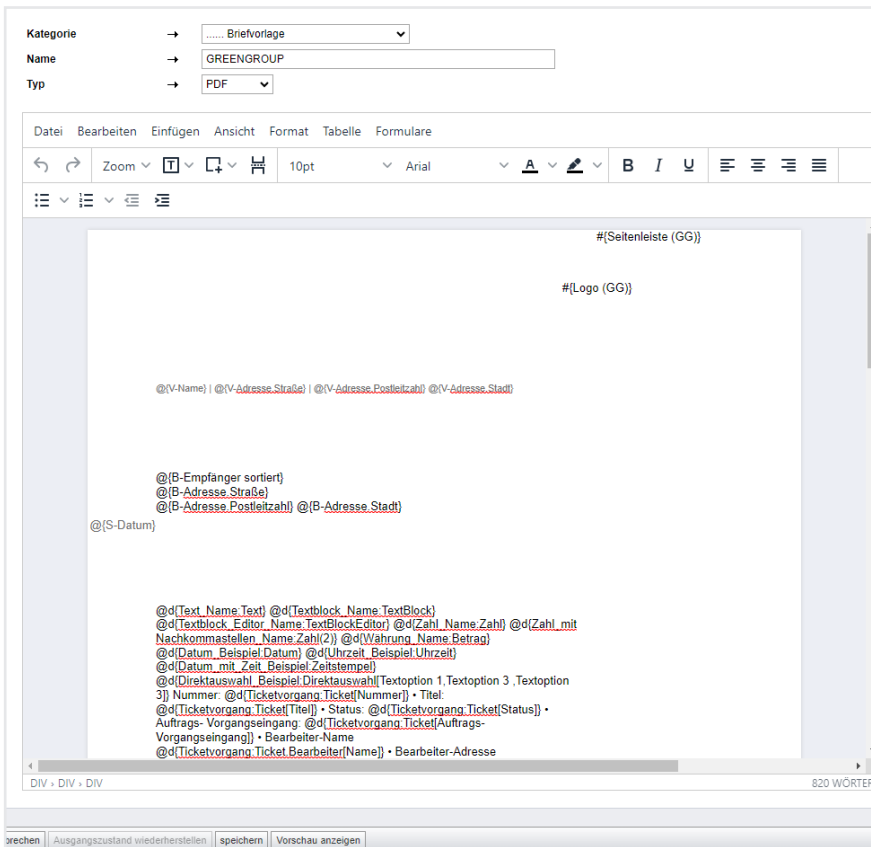 Kategorie → ...... Briefvorlage
Name → GREENGROUP
Typ → PDF
Datei Bearbeiten Einfügen Ansicht Format Tabelle Formulare
Zoom 10pt Arial A B I U
#{Seitenleiste (GG)}
#{Logo (GG)}
@{V-Name} | @{V-Adresse.Straße} | @{V-Adresse.Postleitzahl} @{V-Adresse.Stadt}
@{B-Empfänger sortiert}
@{B-Adresse.Straße}
@{B-Adresse.Postleitzahl} @{B-Adresse.Stadt}
@{S-Datum}
@d{Text_Name:Text} @d{Textblock_Name:TextBlock}
@d{Textblock_Editor_Name:TextBlockEditor} @d{Zahl_Name:Zahl} @d{Zahl_mit
Nachkommastellen_Name:Zahl(2)} @d{Währung_Name:Betrag}
@d{Datum_Beispiel:Datum} @d{Uhrzeit_Beispiel:Uhrzeit}
@d{Datum_mit_Zeit_Beispiel:Zeitstempel}
@d{Direktauswahl_Beispiel:Direktauswahl[Textoption 1,Textoption 3 ,Textoption
3]} Nummer: @d{Ticketvorgang:Ticket[Nummer]} • Titel:
@d{Ticketvorgang:Ticket[Titel]} • Status: @d{Ticketvorgang:Ticket[Status]} •
Auftrags- Vorgangseingang: @d{Ticketvorgang:Ticket[Auftrags-
Vorgangseingang]} • Bearbeiter-Name
@d{Ticketvorgang:Ticket.Bearbeiter[Name]} • Bearbeiter-Adresse
DIV › DIV › DIV 820 WÖRTER
brechen Ausgangszustand wiederherstellen speichern Vorschau anzeigen